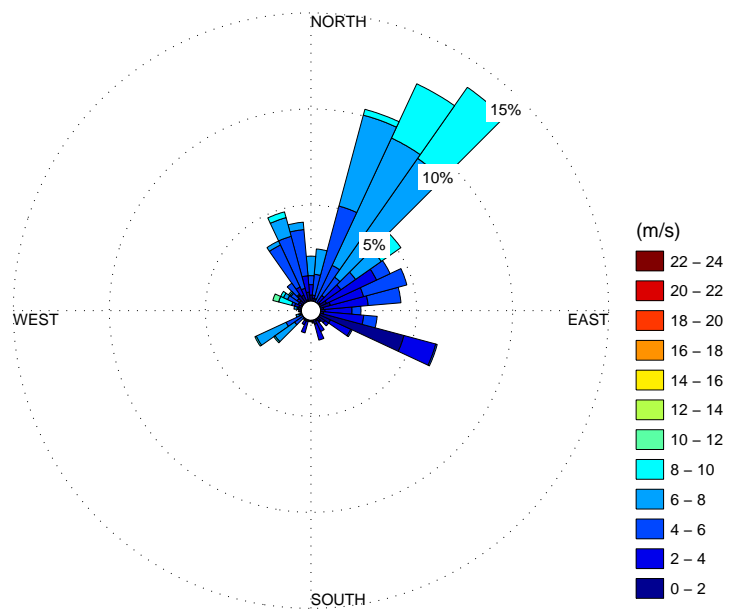 NORTH
15%
10%
5%
WEST
EAST
SOUTH
(m/s)
22 – 24
20 – 22
18 – 20
16 – 18
14 – 16
12 – 14
10 – 12
8 – 10
6 – 8
4 – 6
2 – 4
0 – 2